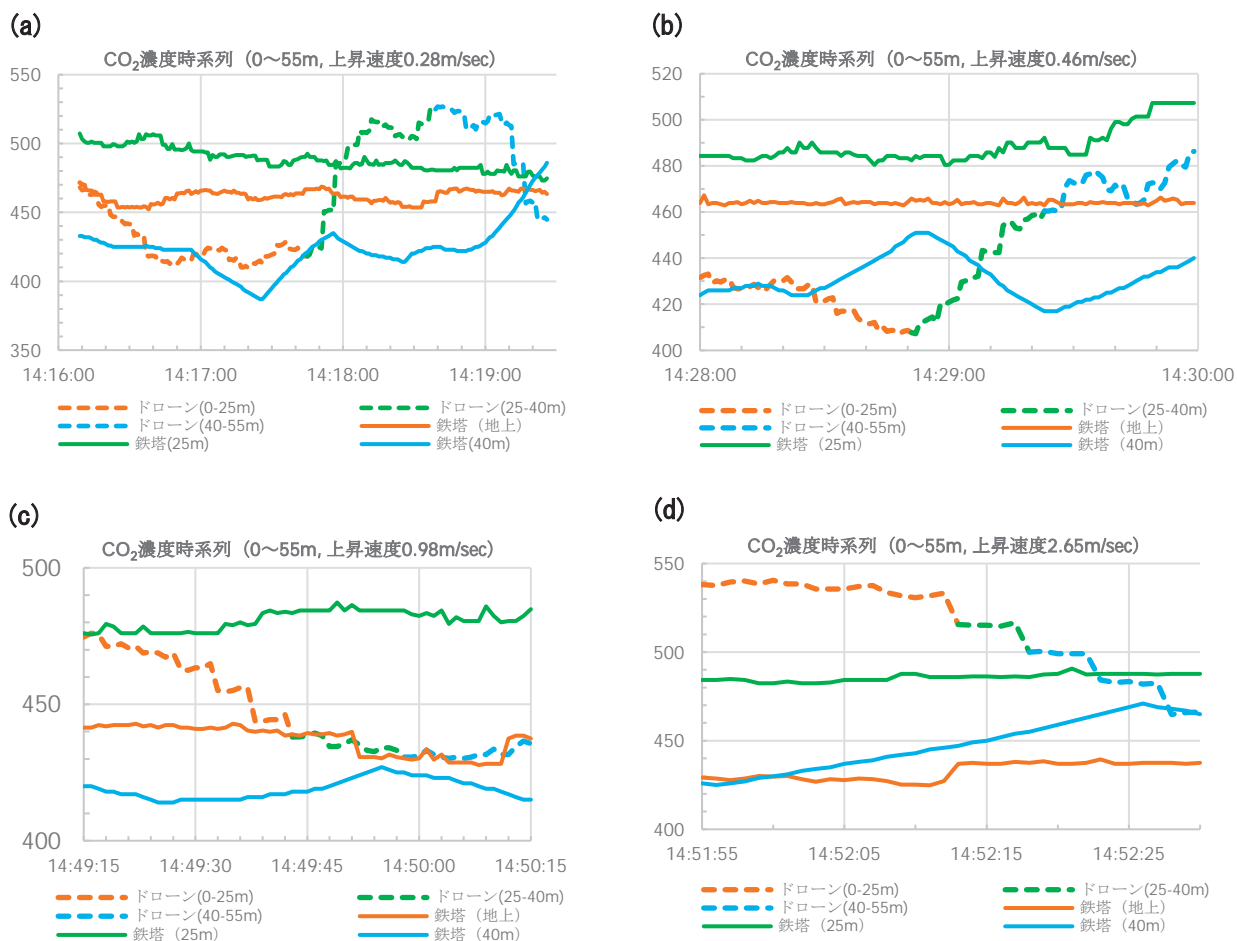 (a)
CO₂濃度時系列（0～55m, 上昇速度0.28m/sec）
550
500
450
400
350
14:16:00 14:17:00 14:18:00 14:19:00
ドローン(0-25m) ドローン(25-40m)
ドローン(40-55m) 鉄塔（地上）
鉄塔(25m) 鉄塔(40m)
(b)
CO₂濃度時系列（0～55m, 上昇速度0.46m/sec）
520
500
480
460
440
420
400
14:28:00 14:29:00 14:30:00
ドローン(0-25m) ドローン(25-40m)
ドローン(40-55m) 鉄塔（地上）
鉄塔（25m） 鉄塔（40m）
(c)
CO₂濃度時系列（0～55m, 上昇速度0.98m/sec）
500
450
400
14:49:15 14:49:30 14:49:45 14:50:00 14:50:15
ドローン(0-25m) ドローン(25-40m)
ドローン(40-55m) 鉄塔（地上）
鉄塔（25m） 鉄塔（40m）
(d)
CO₂濃度時系列（0～55m, 上昇速度2.65m/sec）
550
500
450
400
14:51:55 14:52:05 14:52:15 14:52:25
ドローン(0-25m) ドローン(25-40m)
ドローン(40-55m) 鉄塔（地上）
鉄塔（25m） 鉄塔（40m）